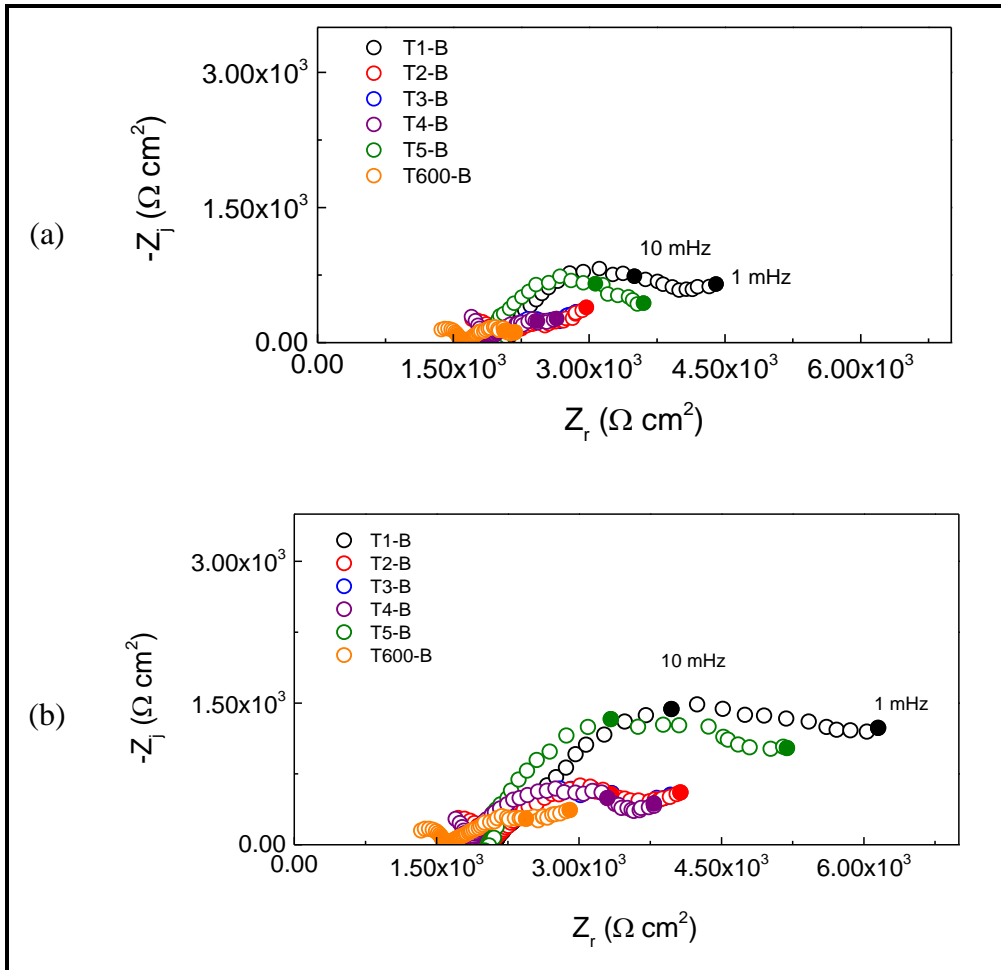 (a)
T1-B
T2-B
T3-B
T4-B
T5-B
T600-B
3.00x10³
1.50x10³
0.00
-Zⱼ (Ω cm²)
10 mHz
1 mHz
0.00 1.50x10³ 3.00x10³ 4.50x10³ 6.00x10³
Zᵣ (Ω cm²)
(b)
T1-B
T2-B
T3-B
T4-B
T5-B
T600-B
3.00x10³
1.50x10³
0.00
-Zⱼ (Ω cm²)
10 mHz
1 mHz
0.00 1.50x10³ 3.00x10³ 4.50x10³ 6.00x10³
Zᵣ (Ω cm²)